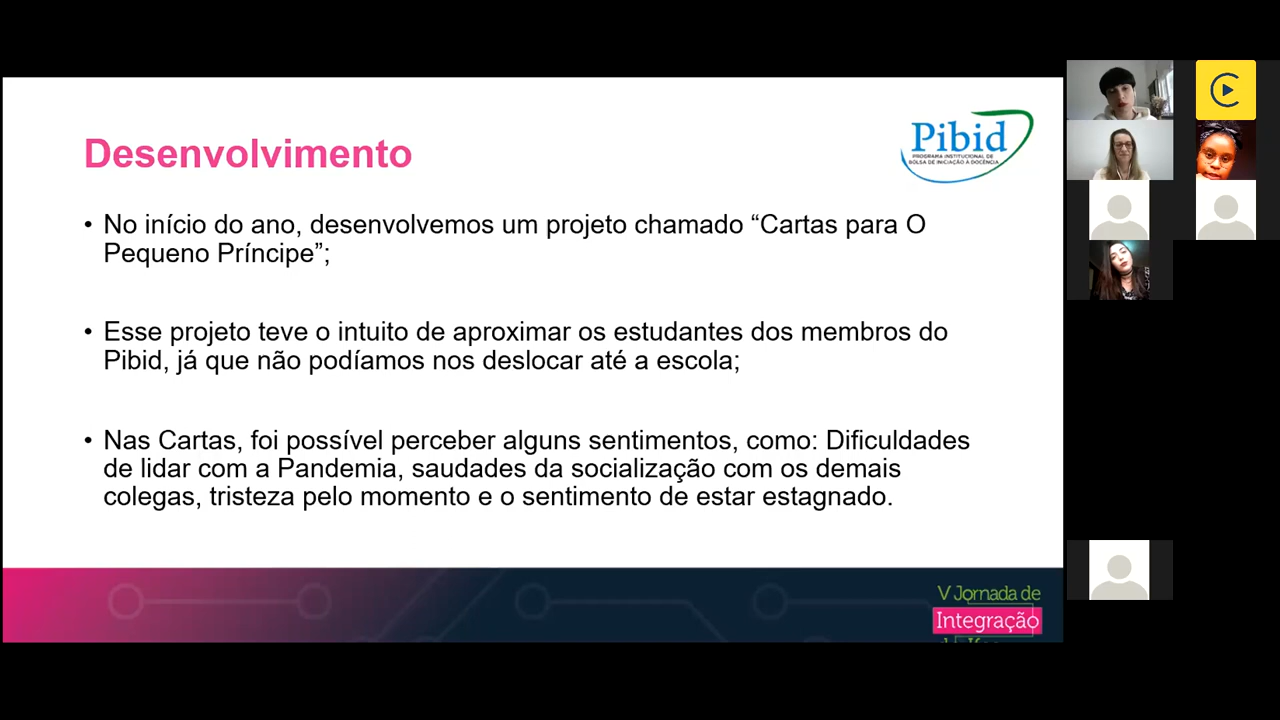 Desenvolvimento
Pibid
PROGRAMA INSTITUCIONAL DE
BOLSA DE INICIAÇÃO À DOCÊNCIA
• No início do ano, desenvolvemos um projeto chamado “Cartas para O
Pequeno Príncipe”;
• Esse projeto teve o intuito de aproximar os estudantes dos membros do
Pibid, já que não podíamos nos deslocar até a escola;
• Nas Cartas, foi possível perceber alguns sentimentos, como: Dificuldades
de lidar com a Pandemia, saudades da socialização com os demais
colegas, tristeza pelo momento e o sentimento de estar estagnado.
V Jornada de
Integração